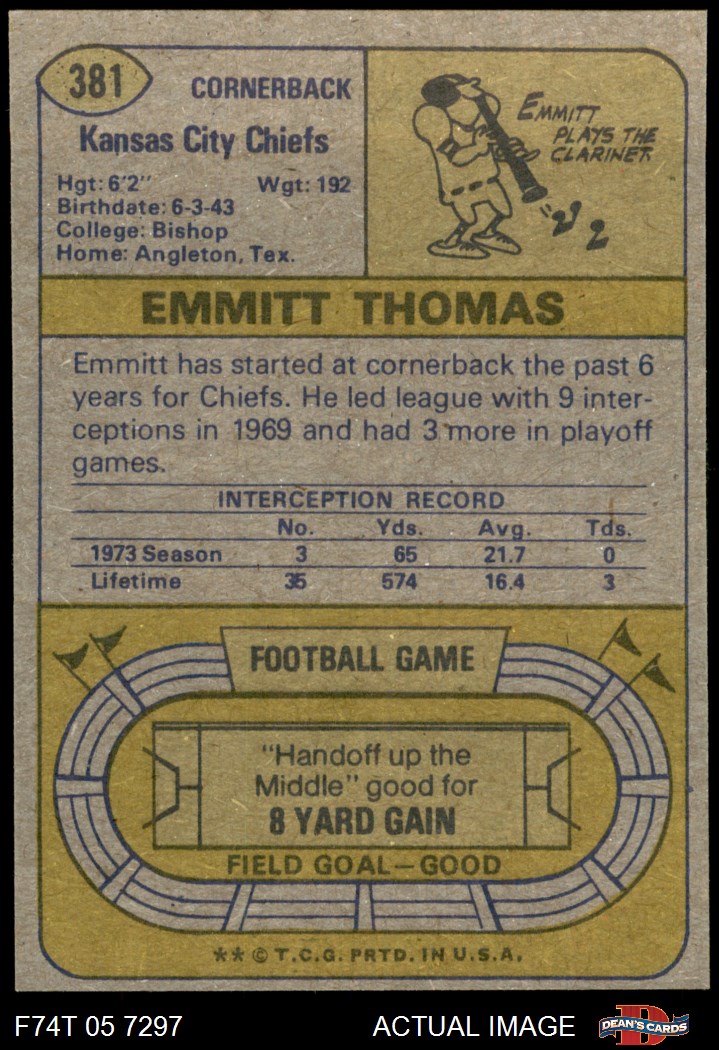 381
CORNERBACK
Kansas City Chiefs
Hgt: 6'2" Wgt: 192
Birthdate: 6-3-43
College: Bishop
Home: Angleton, Tex.
EMMITT
PLAYS THE
CLARINET
EMMITT THOMAS
Emmitt has started at cornerback the past 6
years for Chiefs. He led league with 9 inter-
ceptions in 1969 and had 3 more in playoff
games.
INTERCEPTION RECORD
No. Yds. Avg. Tds.
1973 Season 3 65 21.7 0
Lifetime 35 574 16.4 3
FOOTBALL GAME
"Handoff up the
Middle" good for
8 YARD GAIN
FIELD GOAL—GOOD
** © T.C.G. PRTD. IN U.S.A.
F74T 05 7297 ACTUAL IMAGE D DEAN'S CARDS